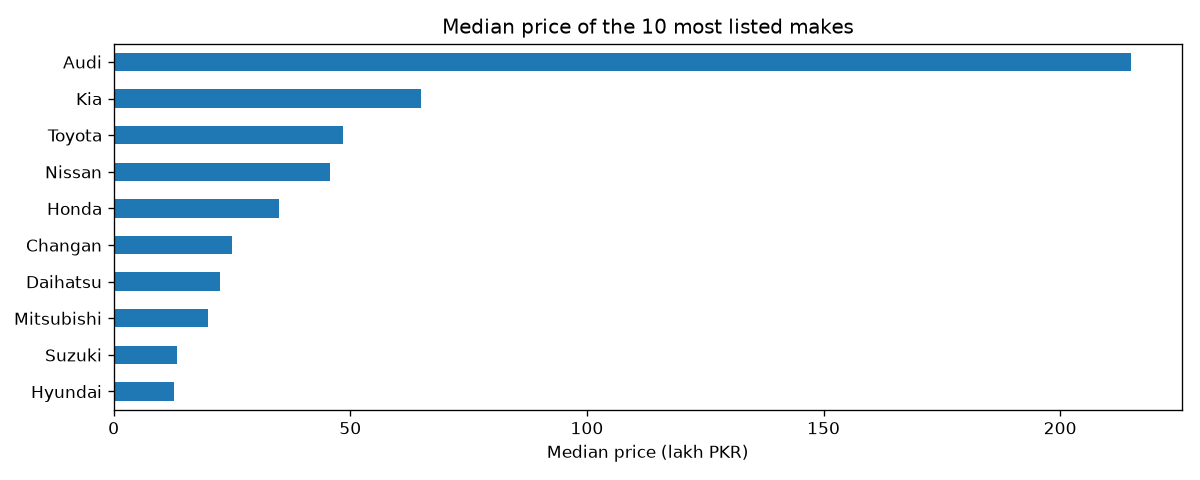 Median price of the 10 most listed makes
Audi
Kia
Toyota
Nissan
Honda
Changan
Daihatsu
Mitsubishi
Suzuki
Hyundai
0 50 100 150 200
Median price (lakh PKR)